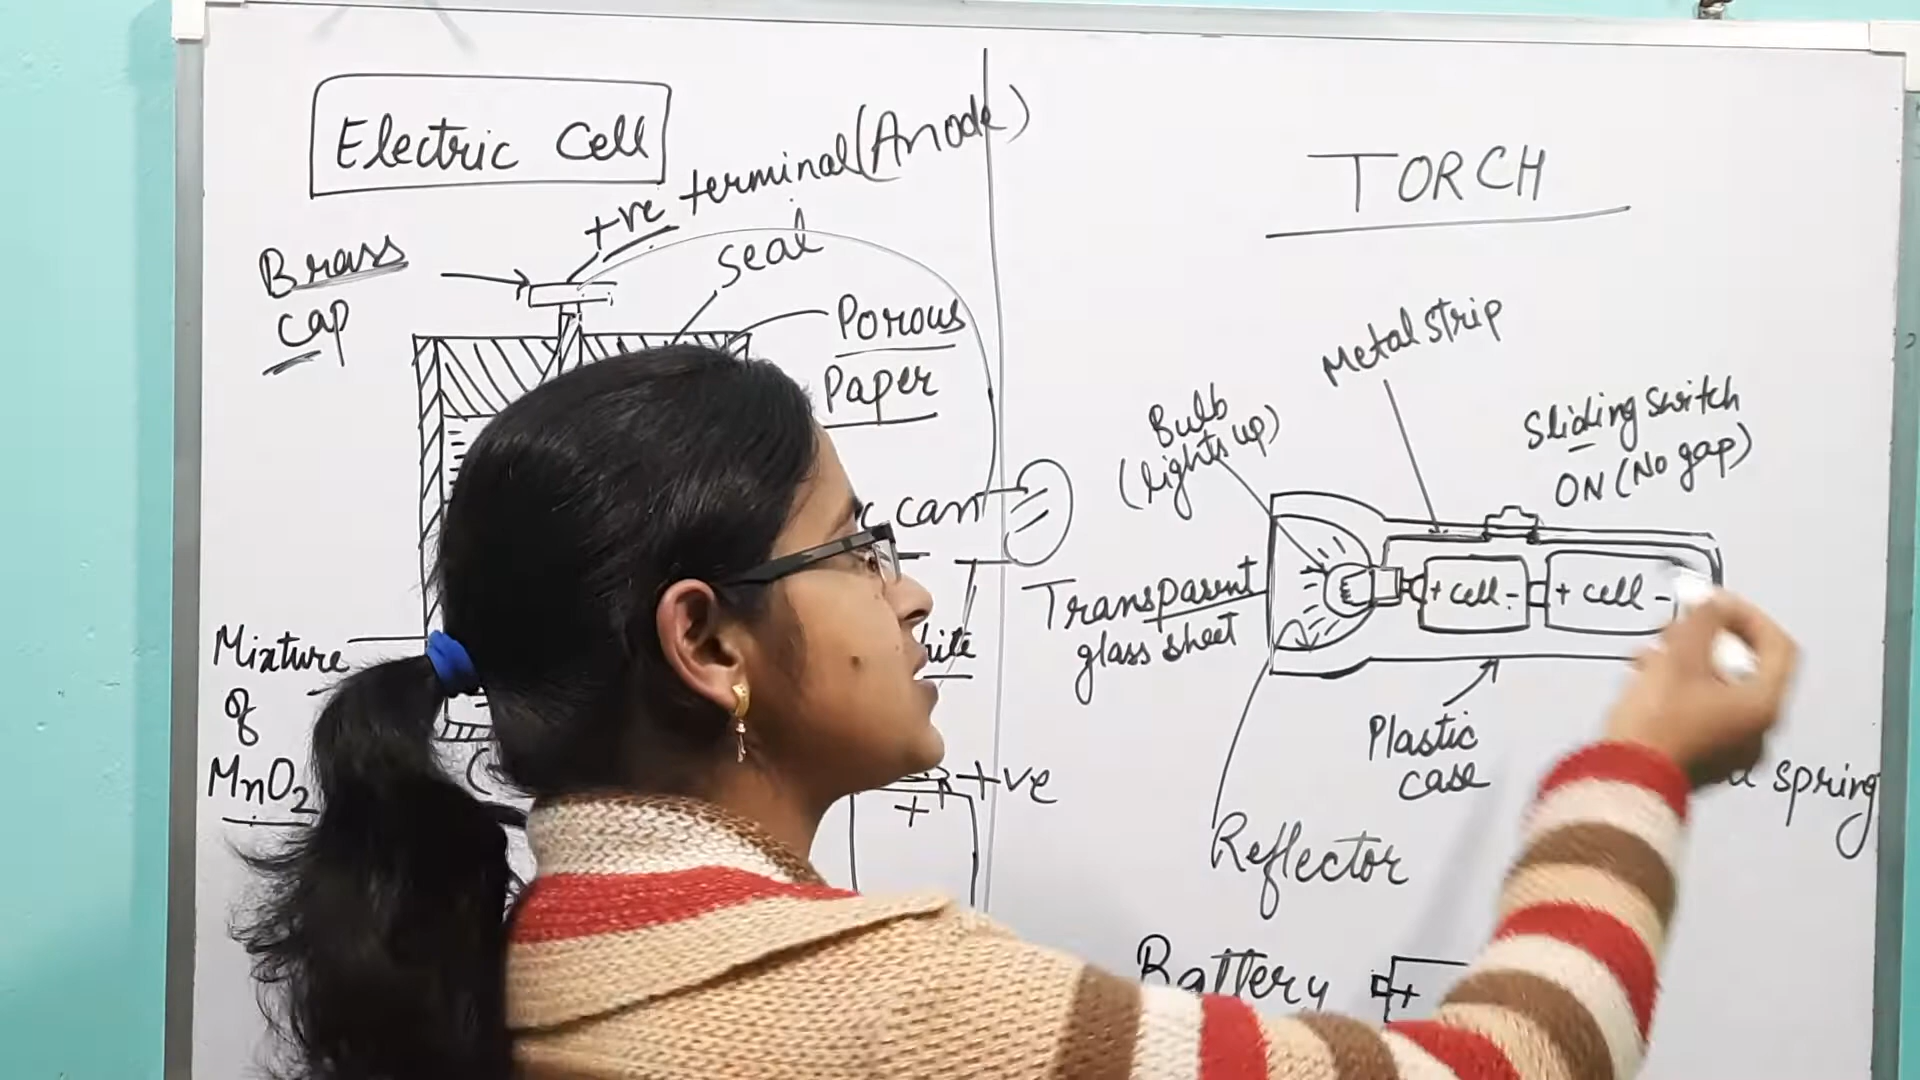 Electric Cell
+ve terminal (Anode)
Brass
cap
seal
Porous
Paper
can
Mixture
of
MnO2
+ve
+
TORCH
Metal strip
Bulb
(lights up)
Sliding switch
ON (No gap)
Transparent
glass sheet
+ cell -
+ cell -
Plastic
case
spring
Reflector
Battery
+